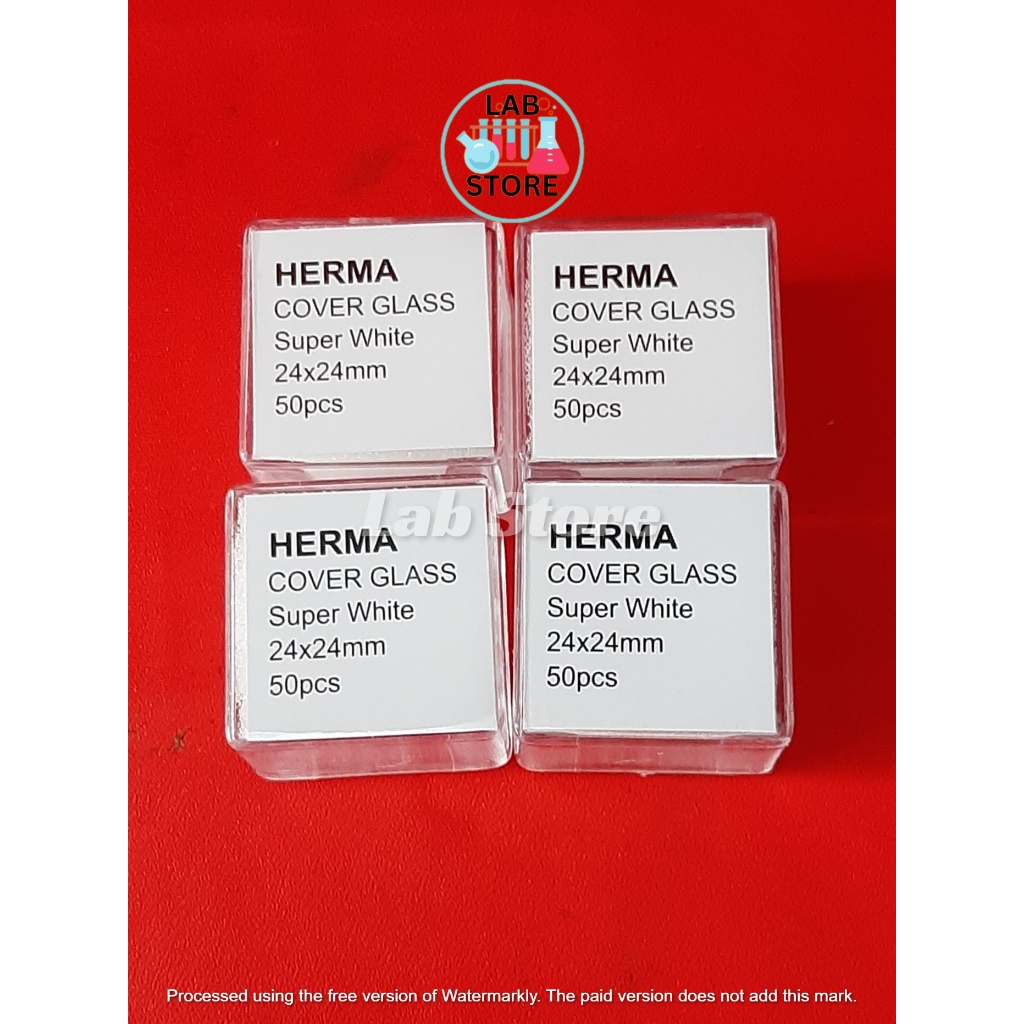 LAB
STORE
HERMA
COVER GLASS
Super White
24x24mm
50pcs
HERMA
COVER GLASS
Super White
24x24mm
50pcs
Lab Store
HERMA
COVER GLASS
Super White
24x24mm
50pcs
HERMA
COVER GLASS
Super White
24x24mm
50pcs
Processed using the free version of Watermarkly. The paid version does not add this mark.